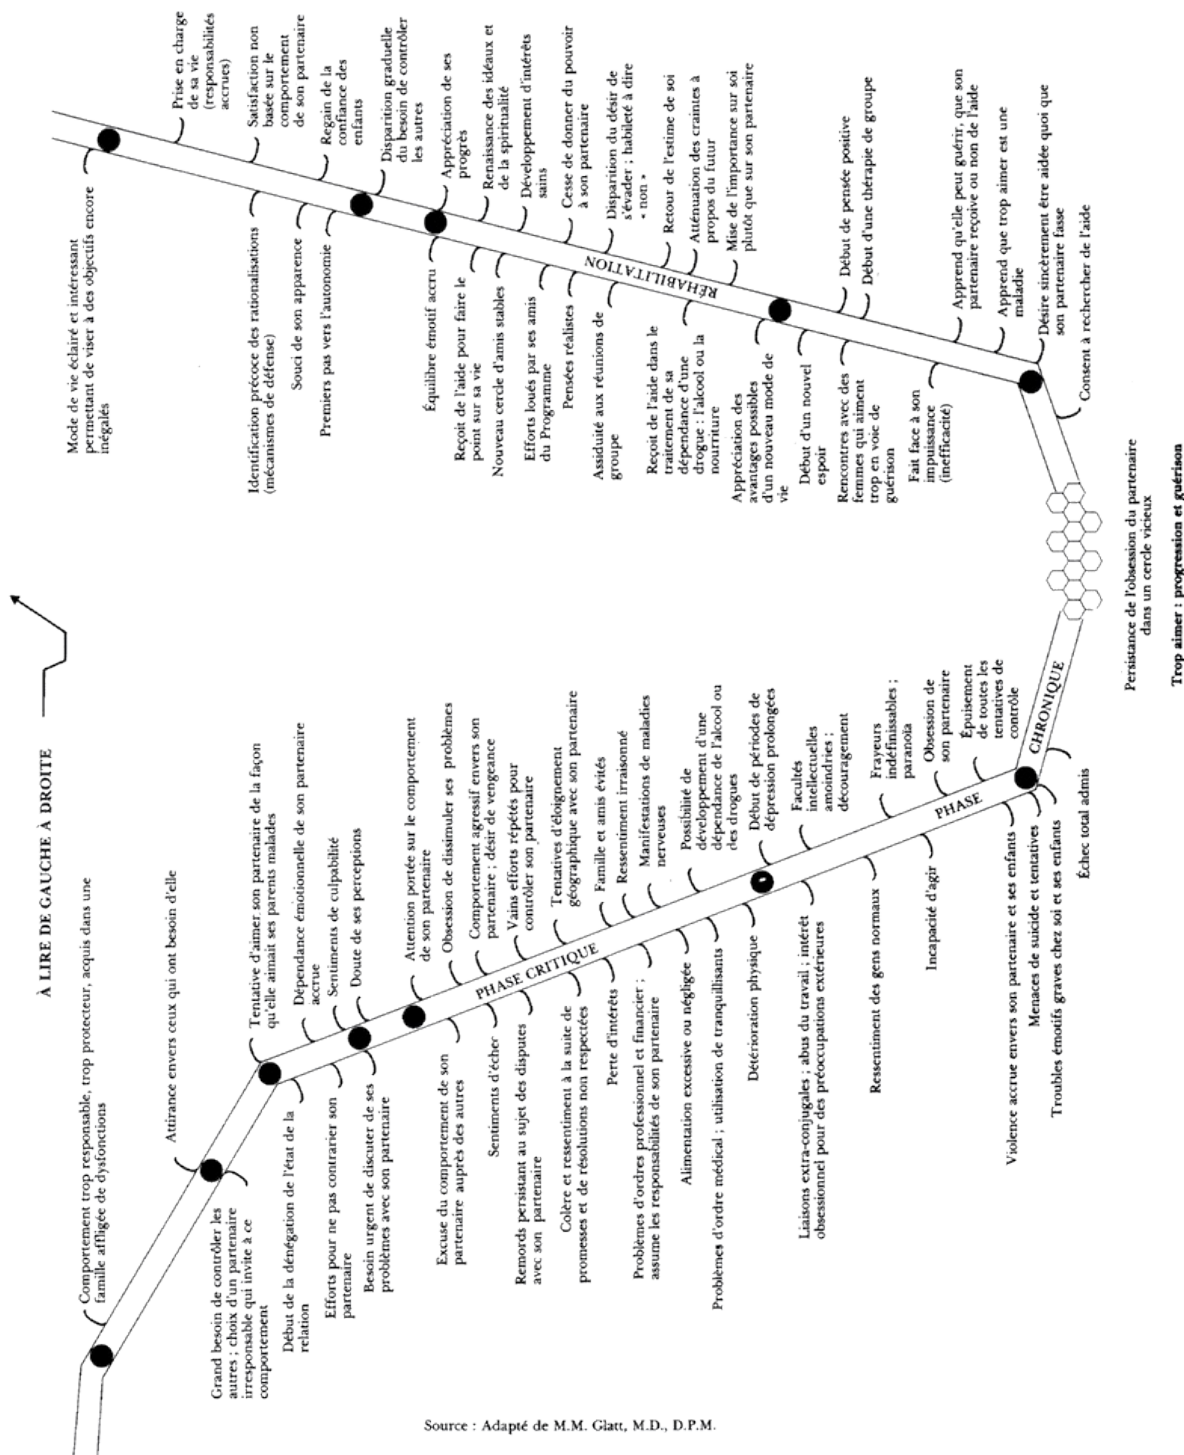 À LIRE DE GAUCHE À DROITE
Comportement trop responsable, trop protecteur, acquis dans une
famille affligée de dysfonctions
Attirance envers ceux qui ont besoin d'elle
Grand besoin de contrôler les
autres ; choix d'un partenaire
irresponsable qui invite à ce
comportement
Tentative d'aimer son partenaire de la façon
qu'elle aimait ses parents malades
Début de la dénégation de l'état de la
relation
Dépendance émotionnelle de son partenaire
accrue
Efforts pour ne pas contrarier son
partenaire
Sentiments de culpabilité
Doute de ses perceptions
Besoin urgent de discuter de ses
problèmes avec son partenaire
Attention portée sur le comportement
de son partenaire
Obsession de dissimuler ses problèmes
Excuse du comportement de son
partenaire auprès des autres
Comportement agressif envers son
partenaire ; désir de vengeance
Sentiments d'échec
PHASE CRITIQUE
Vains efforts répétés pour
contrôler son partenaire
Remords persistant au sujet des disputes
avec son partenaire
Tentatives d'éloignement
géographique avec son partenaire
Colère et ressentiment à la suite de
promesses et de résolutions non respectées
Famille et amis évités
Perte d'intérêts
Ressentiment irraisonné
Problèmes d'ordres professionnel et financier ;
assume les responsabilités de son partenaire
Manifestations de maladies
nerveuses
Alimentation excessive ou négligée
Possibilité de
développement d'une
dépendance de l'alcool ou
des drogues
Problèmes d'ordre médical ; utilisation de tranquillisants
Détérioration physique
Début de périodes de
dépression prolongées
Liaisons extra-conjugales ; abus du travail ; intérêt
obsessionnel pour des préoccupations extérieures
Facultés
intellectuelles
amoindries ;
découragement
Ressentiment des gens normaux
Frayeurs
indéfinissables ;
paranoïa
Incapacité d'agir
Obsession de
son partenaire
PHASE
Épuisement
de toutes les
tentatives de
contrôle
Violence accrue envers son partenaire et ses enfants
Menaces de suicide et tentatives
Troubles émotifs graves chez soi et ses enfants
CHRONIQUE
Échec total admis
Persistance de l'obsession du partenaire
dans un cercle vicieux
Consent à rechercher de l'aide
Désire sincèrement être aidée quoi que
son partenaire fasse
Apprend que trop aimer est une
maladie
Apprend qu'elle peut guérir, que son
partenaire reçoive ou non de l'aide
Fait face à son
impuissance
(inefficacité)
Début d'une thérapie de groupe
Rencontres avec des
femmes qui aiment
trop en voie de
guérison
Début de pensée positive
Début d'un nouvel
espoir
Appréciation des
avantages possibles
d'un nouveau mode de
vie
Mise de l'importance sur soi
plutôt que sur son partenaire
Atténuation des craintes à
propos du futur
Reçoit de l'aide dans le
traitement de sa
dépendance d'une
drogue : l'alcool ou la
nourriture
RÉHABILITATION
Retour de l'estime de soi
Disparition du désir de
s'évader ; habileté à dire
« non »
Assiduité aux réunions de
groupe
Cesse de donner du pouvoir
à son partenaire
Pensées réalistes
Développement d'intérêts
sains
Efforts loués par ses amis
du Programme
Renaissance des idéaux et
de la spiritualité
Nouveau cercle d'amis stables
Appréciation de ses
progrès
Reçoit de l'aide pour faire le
point sur sa vie
Équilibre émotif accru
Disparition graduelle
du besoin de contrôler
les autres
Premiers pas vers l'autonomie
Regain de la
confiance des
enfants
Souci de son apparence
Satisfaction non
basée sur le
comportement
de son partenaire
Identification précoce des rationalisations
(mécanismes de défense)
Prise en charge
de sa vie
(responsabilités
accrues)
Mode de vie éclairé et intéressant
permettant de viser à des objectifs encore
inégalés
Trop aimer : progression et guérison
Source : Adapté de M.M. Glatt, M.D., D.P.M.